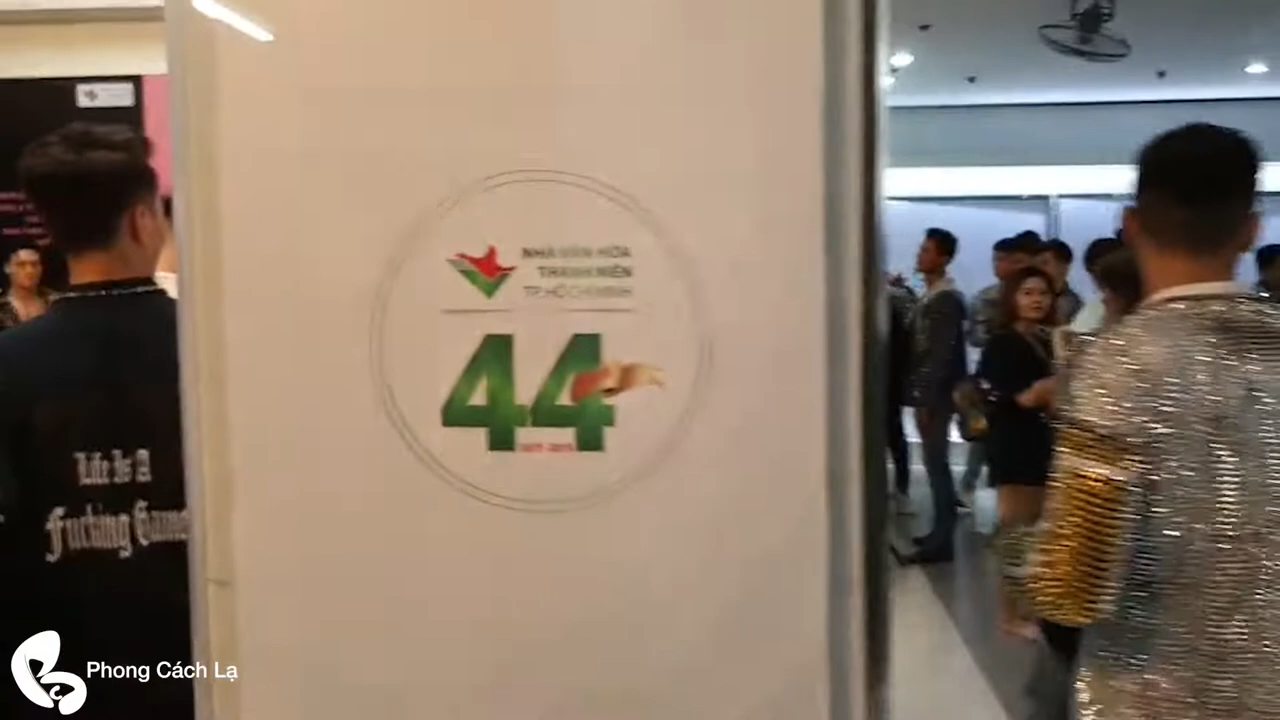 NHÀ VĂN HÓA
THANH NIÊN
TP. HỒ CHÍ MINH
44
Life Is A
Fucking Game
Phong Cách Lạ